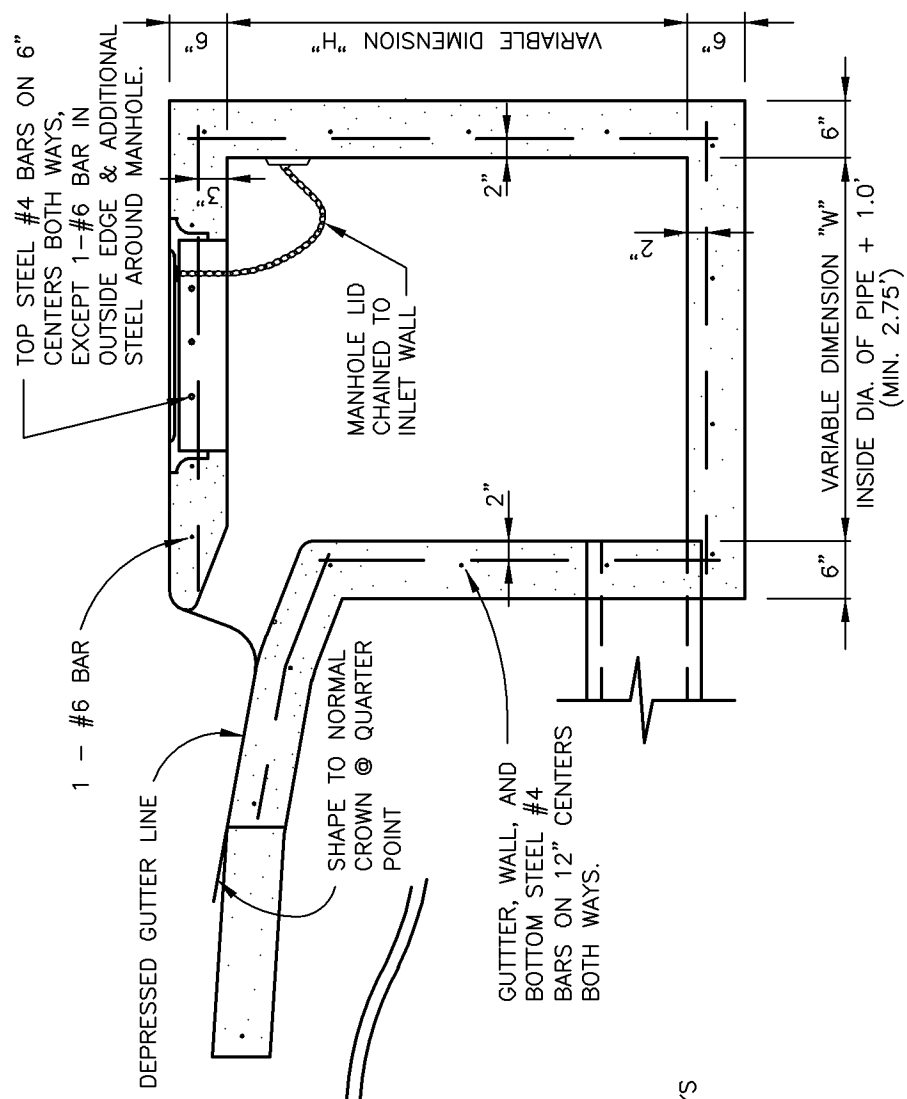 TOP STEEL #4 BARS ON 6"
CENTERS BOTH WAYS,
EXCEPT 1-#6 BAR IN
OUTSIDE EDGE & ADDITIONAL
STEEL AROUND MANHOLE.
6"
VARIABLE DIMENSION "H"
6"
1 - #6 BAR
3"
2"
6"
DEPRESSED GUTTER LINE
MANHOLE LID
CHAINED TO
INLET WALL
2"
VARIABLE DIMENSION "W"
INSIDE DIA. OF PIPE + 1.0'
(MIN. 2.75')
SHAPE TO NORMAL
CROWN @ QUARTER
POINT
2"
6"
GUTTTER, WALL, AND
BOTTOM STEEL #4
BARS ON 12" CENTERS
BOTH WAYS.
YS